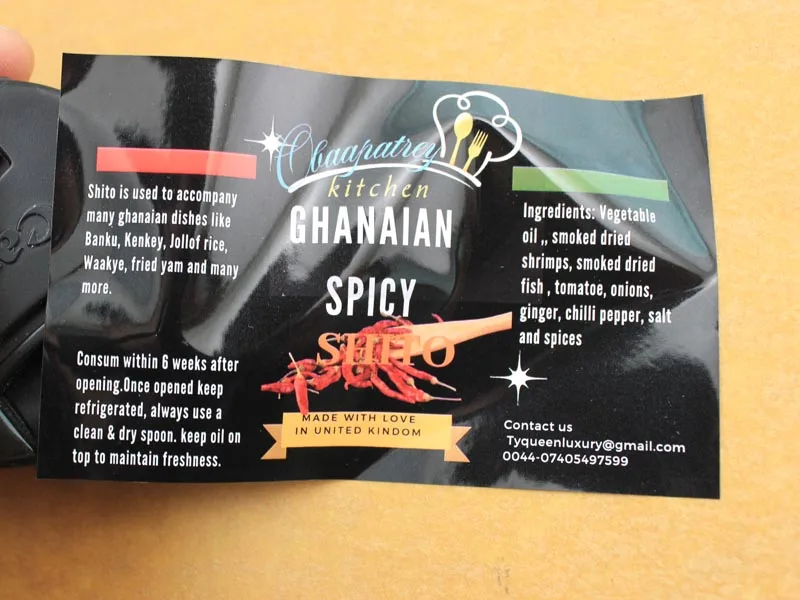 Shito is used to accompany
many ghanaian dishes like
Banku, Kenkey, Jollof rice,
Waakye, fried yam and many
more.
Consum within 6 weeks after
opening.Once opened keep
refrigerated, always use a
clean & dry spoon. keep oil on
top to maintain freshness.
Obaapatrey
kitchen
GHANAIAN
SPICY
SHITO
MADE WITH LOVE
IN UNITED KINDOM
Ingredients: Vegetable
oil ,, smoked dried
shrimps, smoked dried
fish , tomatoe, onions,
ginger, chilli pepper, salt
and spices
Contact us
Tyqueenluxury@gmail.com
0044-07405497599